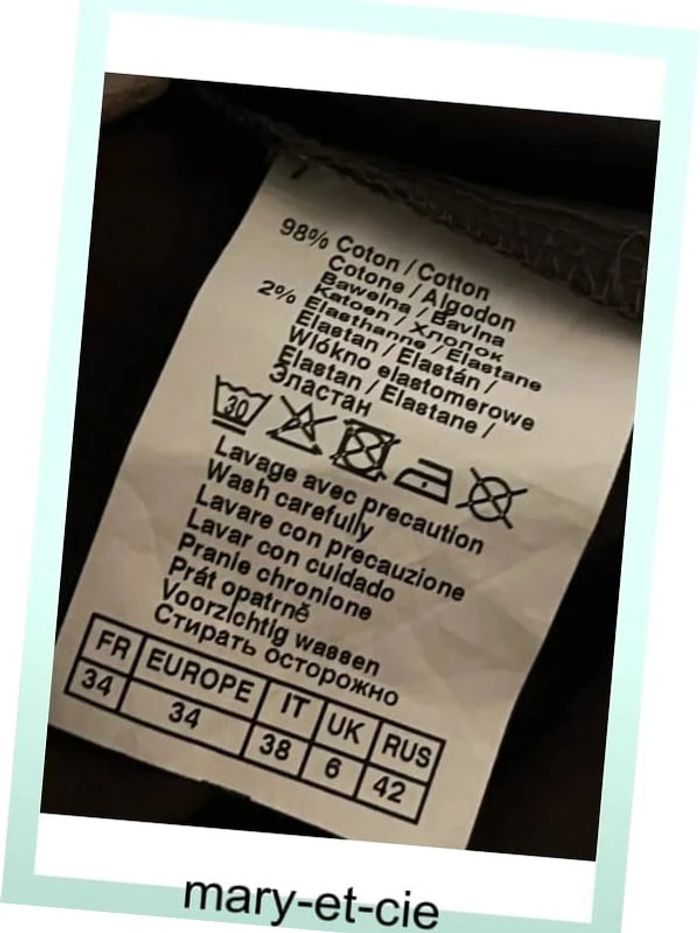 98% Coton / Cotton
Cotone / Algodon
Bawelna / Bavlna
Katoen / Хлопок
2% Elasthanne / Elastane
Elastan / Elastán /
Wlókno elastomerowe
Elastan / Elastane /
Эластан
30
Lavage avec precaution
Wash carefully
Lavare con precauzione
Lavar con cuidado
Pranie chronione
Prát opatrně
Voorzichtig wassen
Стирать осторожно
FR EUROPE IT UK RUS
34 34 38 6 42
mary-et-cie